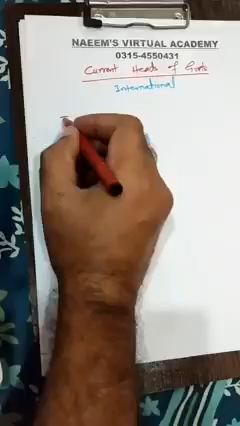 NAEEM'S VIRTUAL ACADEMY
0315-4550431
Current Heads of Govts
International